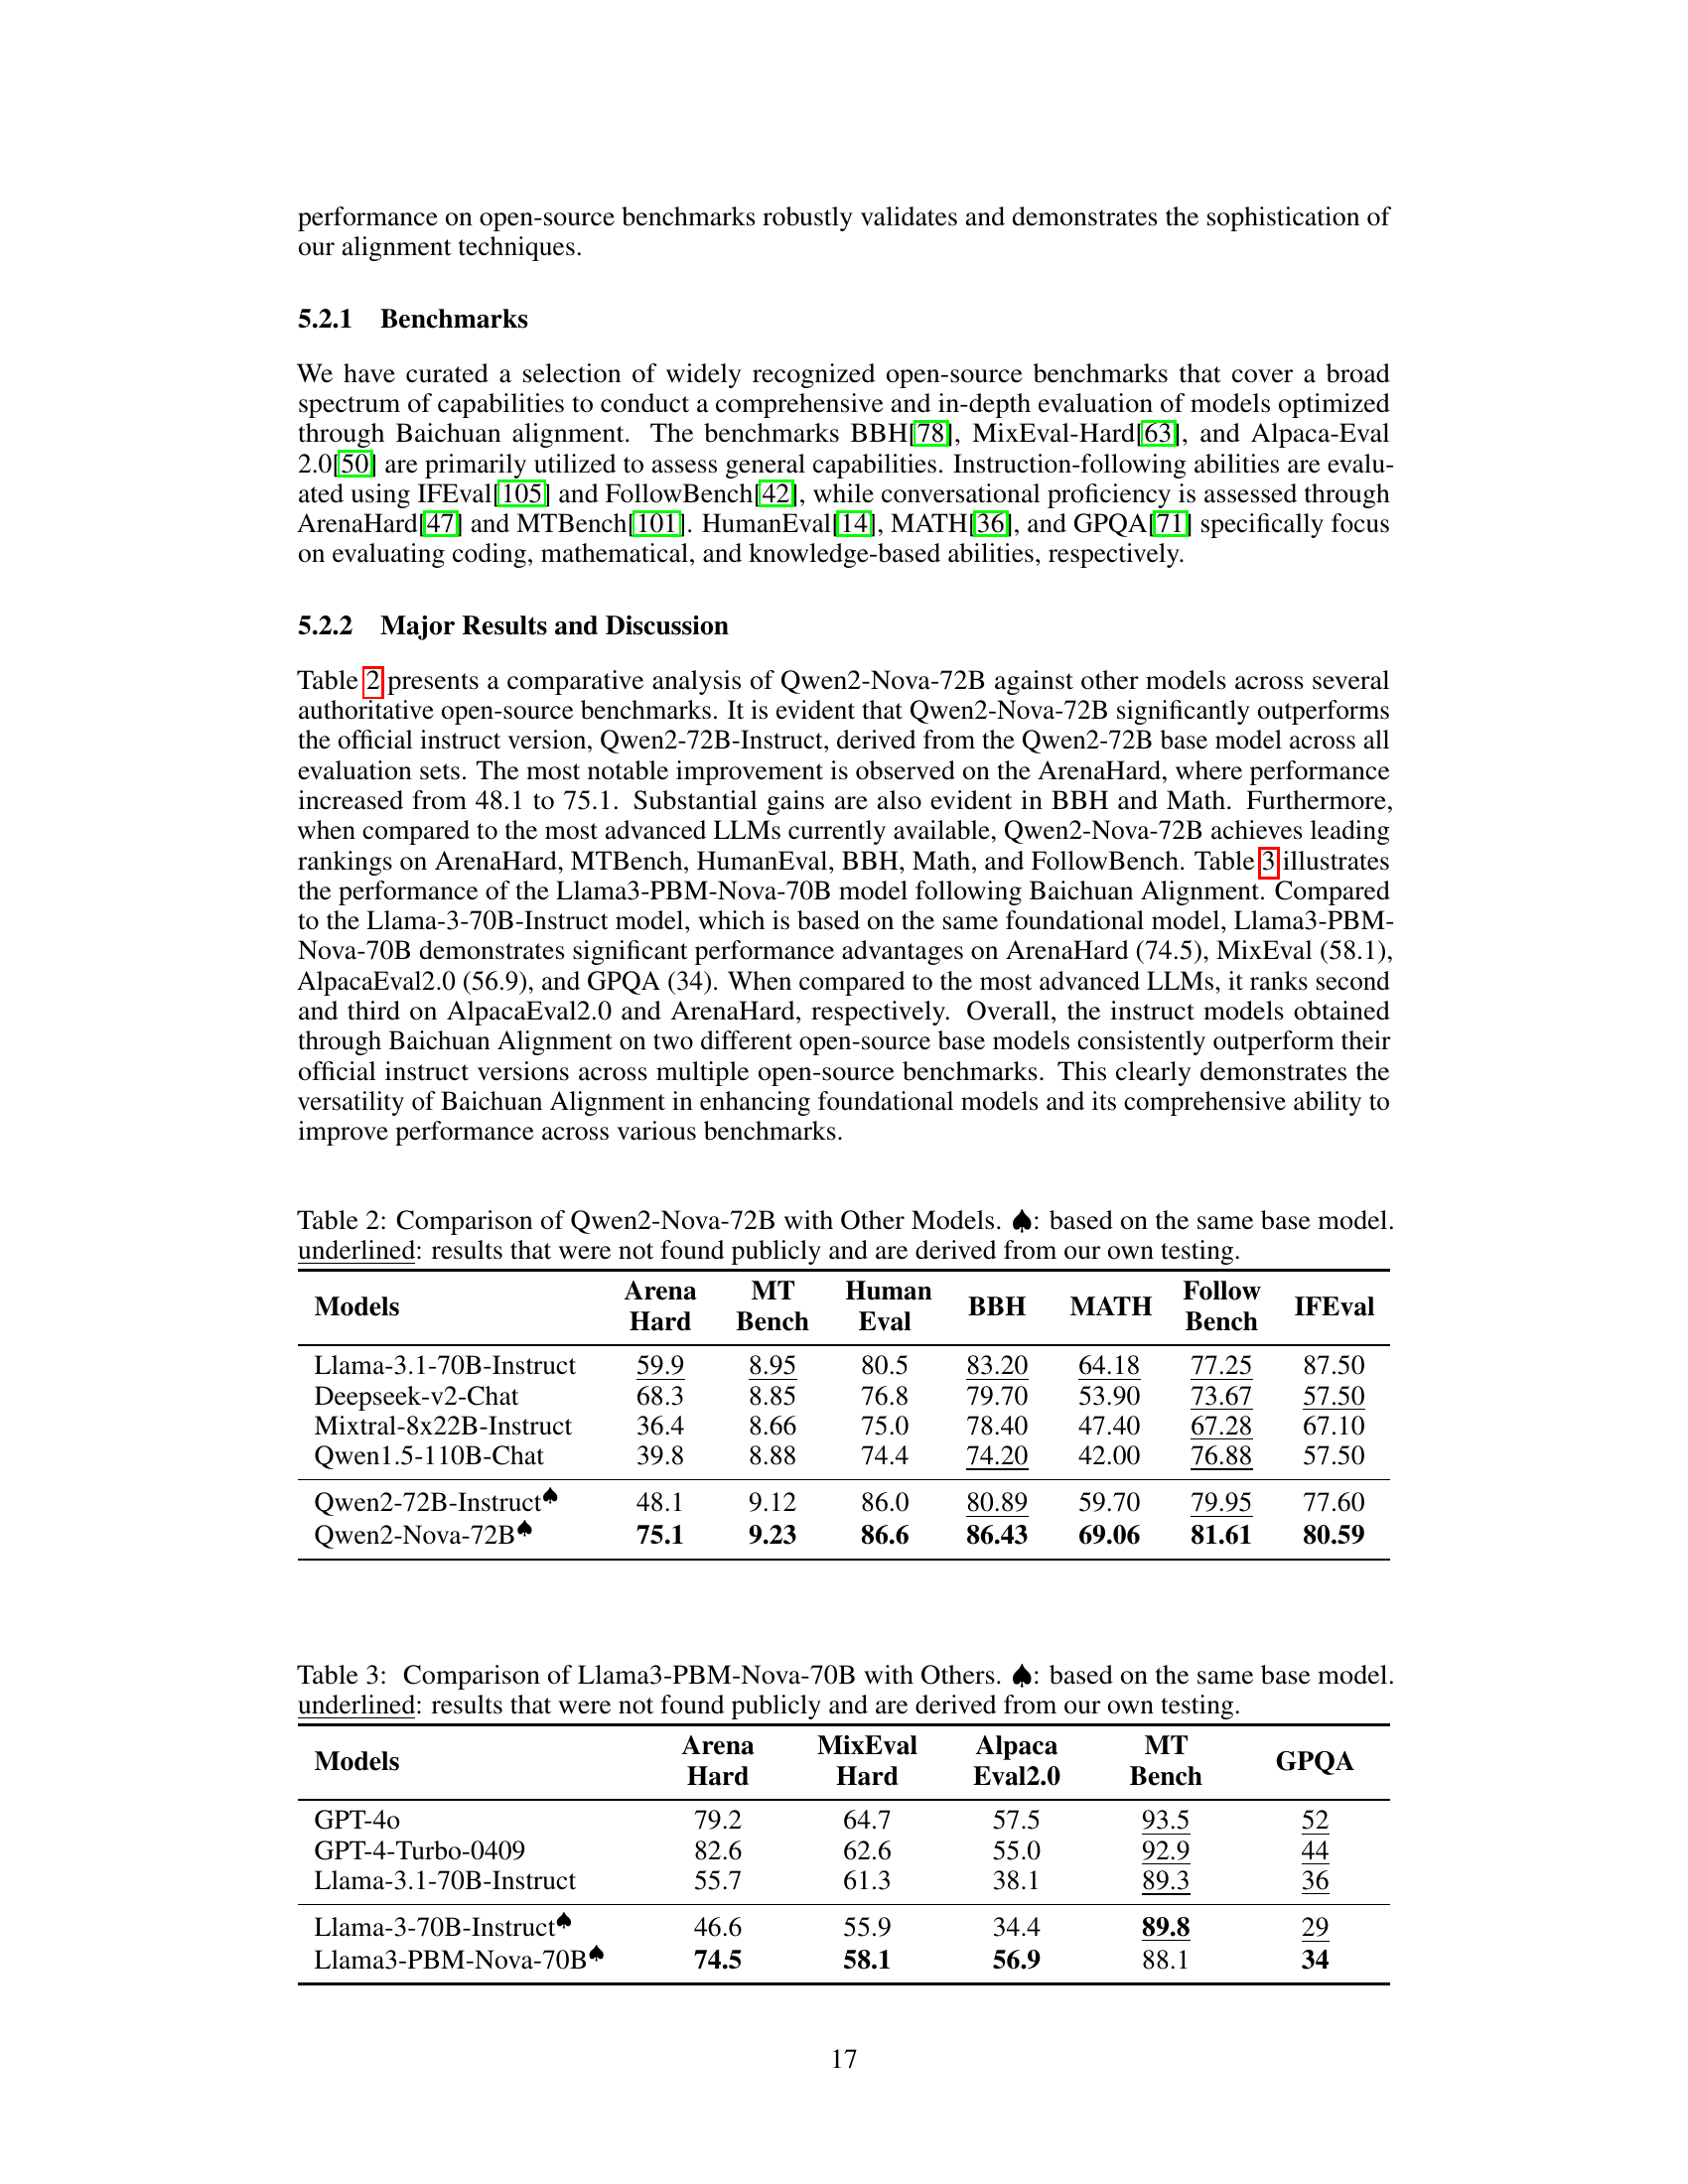 performance on open-source benchmarks robustly validates and demonstrates the sophistication of
our alignment techniques.
5.2.1 Benchmarks
We have curated a selection of widely recognized open-source benchmarks that cover a broad
spectrum of capabilities to conduct a comprehensive and in-depth evaluation of models optimized
through Baichuan alignment. The benchmarks BBH[78], MixEval-Hard[63], and Alpaca-Eval
2.0[50] are primarily utilized to assess general capabilities. Instruction-following abilities are evalu-
ated using IFEval[105] and FollowBench[42], while conversational proficiency is assessed through
ArenaHard[47] and MTBench[101]. HumanEval[14], MATH[36], and GPQA[71] specifically focus
on evaluating coding, mathematical, and knowledge-based abilities, respectively.
5.2.2 Major Results and Discussion
Table 2 presents a comparative analysis of Qwen2-Nova-72B against other models across several
authoritative open-source benchmarks. It is evident that Qwen2-Nova-72B significantly outperforms
the official instruct version, Qwen2-72B-Instruct, derived from the Qwen2-72B base model across all
evaluation sets. The most notable improvement is observed on the ArenaHard, where performance
increased from 48.1 to 75.1. Substantial gains are also evident in BBH and Math. Furthermore,
when compared to the most advanced LLMs currently available, Qwen2-Nova-72B achieves leading
rankings on ArenaHard, MTBench, HumanEval, BBH, Math, and FollowBench. Table 3 illustrates
the performance of the Llama3-PBM-Nova-70B model following Baichuan Alignment. Compared
to the Llama-3-70B-Instruct model, which is based on the same foundational model, Llama3-PBM-
Nova-70B demonstrates significant performance advantages on ArenaHard (74.5), MixEval (58.1),
AlpacaEval2.0 (56.9), and GPQA (34). When compared to the most advanced LLMs, it ranks second
and third on AlpacaEval2.0 and ArenaHard, respectively. Overall, the instruct models obtained
through Baichuan Alignment on two different open-source base models consistently outperform their
official instruct versions across multiple open-source benchmarks. This clearly demonstrates the
versatility of Baichuan Alignment in enhancing foundational models and its comprehensive ability to
improve performance across various benchmarks.
Table 2: Comparison of Qwen2-Nova-72B with Other Models. ♠: based on the same base model.
underlined: results that were not found publicly and are derived from our own testing.
Models Arena Hard MT Bench Human Eval BBH MATH Follow Bench IFEval
Llama-3.1-70B-Instruct 59.9 8.95 80.5 83.20 64.18 77.25 87.50
Deepseek-v2-Chat 68.3 8.85 76.8 79.70 53.90 73.67 57.50
Mixtral-8x22B-Instruct 36.4 8.66 75.0 78.40 47.40 67.28 67.10
Qwen1.5-110B-Chat 39.8 8.88 74.4 74.20 42.00 76.88 57.50
Qwen2-72B-Instruct♠ 48.1 9.12 86.0 80.89 59.70 79.95 77.60
Qwen2-Nova-72B♠ 75.1 9.23 86.6 86.43 69.06 81.61 80.59
Table 3: Comparison of Llama3-PBM-Nova-70B with Others. ♠: based on the same base model.
underlined: results that were not found publicly and are derived from our own testing.
Models Arena Hard MixEval Hard Alpaca Eval2.0 MT Bench GPQA
GPT-4o 79.2 64.7 57.5 93.5 52
GPT-4-Turbo-0409 82.6 62.6 55.0 92.9 44
Llama-3.1-70B-Instruct 55.7 61.3 38.1 89.3 36
Llama-3-70B-Instruct♠ 46.6 55.9 34.4 89.8 29
Llama3-PBM-Nova-70B♠ 74.5 58.1 56.9 88.1 34
17